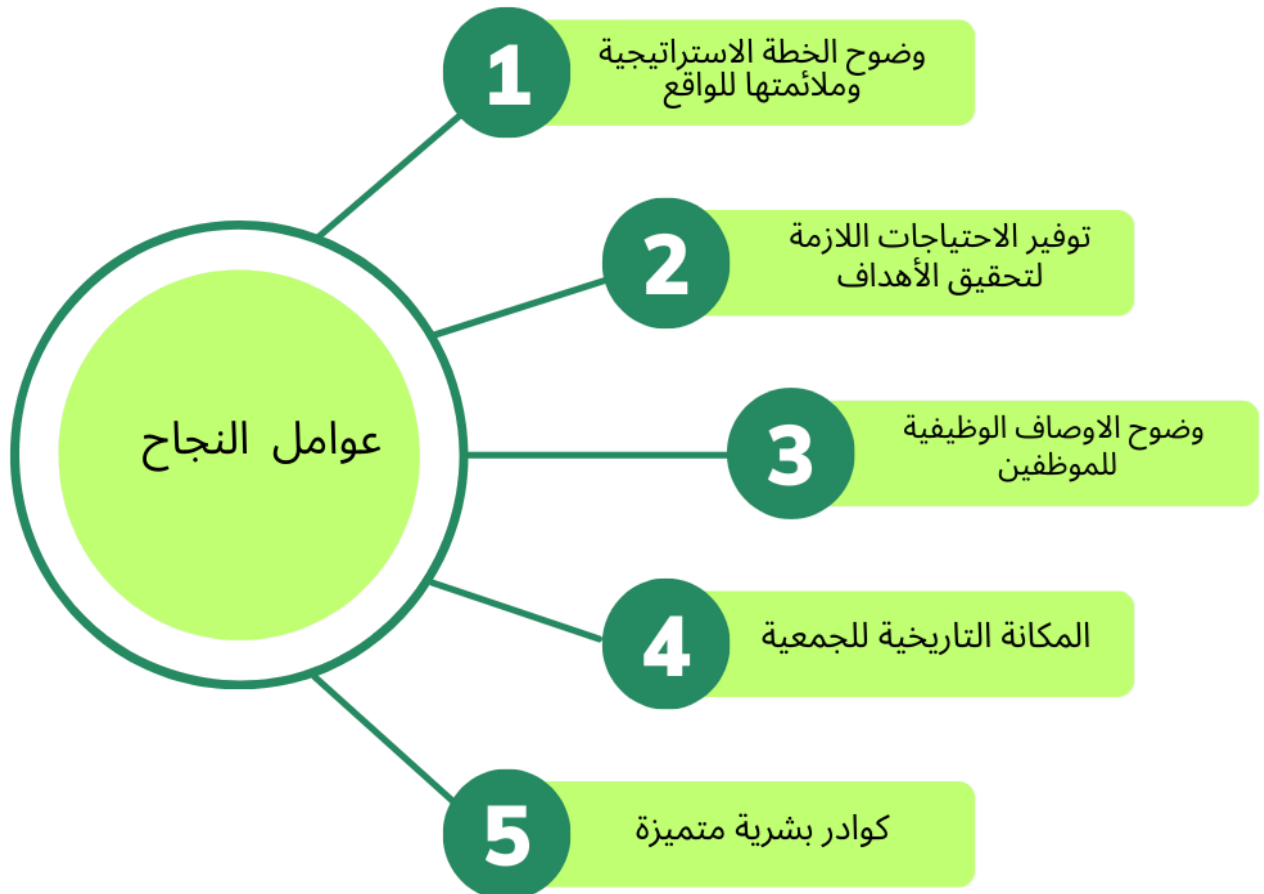 عوامل النجاح
1
وضوح الخطة الاستراتيجية
وملائمتها للواقع
2
توفير الاحتياجات اللازمة
لتحقيق الأهداف
3
وضوح الاوصاف الوظيفية
للموظفين
4
المكانة التاريخية للجمعية
5
كوادر بشرية متميزة